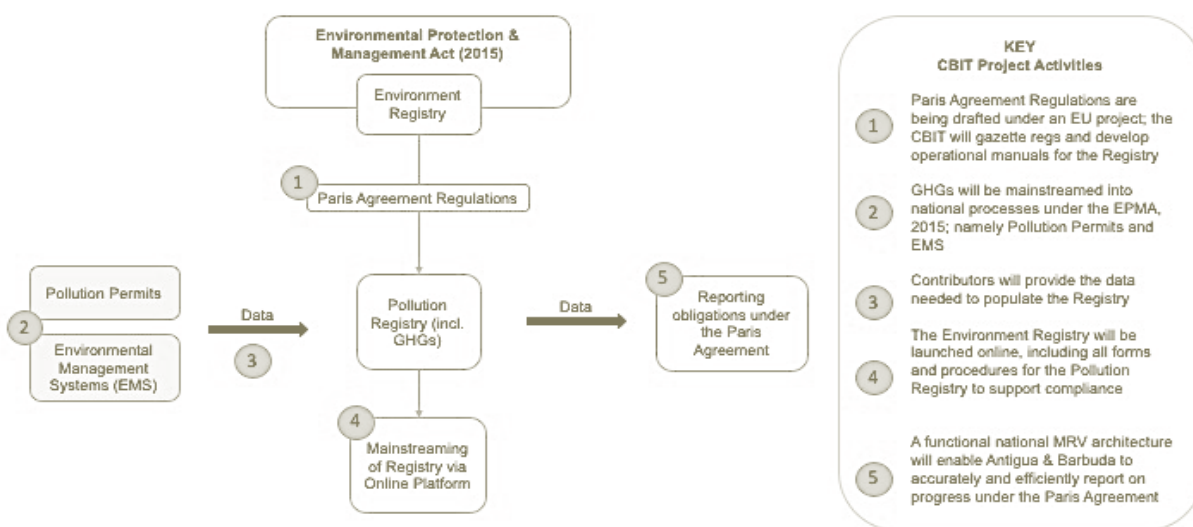 Environmental Protection &
Management Act (2015)
Environment
Registry
1
Paris Agreement Regulations
Pollution Permits
2
Environmental
Management
Systems (EMS)
Data
3
Pollution
Registry (incl.
GHGs)
Data
5
Reporting
obligations under
the Paris
Agreement
4
Mainstreaming
of Registry via
Online Platform
KEY
CBIT Project Activities
1
Paris Agreement Regulations are
being drafted under an EU project; the
CBIT will gazette regs and develop
operational manuals for the Registry
2
GHGs will be mainstreamed into
national processes under the EPMA,
2015; namely Pollution Permits and
EMS
3
Contributors will provide the data
needed to populate the Registry
4
The Environment Registry will be
launched online, including all forms
and procedures for the Pollution
Registry to support compliance
5
A functional national MRV architecture
will enable Antigua & Barbuda to
accurately and efficiently report on
progress under the Paris Agreement